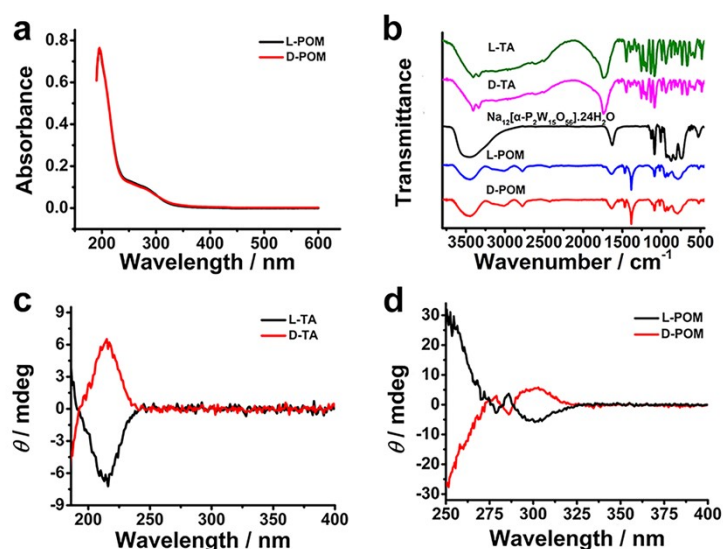 a
L-POM
D-POM
0.8
0.6
0.4
0.2
0.0
Absorbance
200 300 400 500 600
Wavelength / nm
b
L-TA
D-TA
Na₁₂[α-P₂W₁₅O₅₆].24H₂O
L-POM
D-POM
Transmittance
3500 3000 2500 2000 1500 1000 500
Wavenumber / cm⁻¹
c
L-TA
D-TA
9
6
3
0
-3
-6
-9
θ / mdeg
200 250 300 350 400
Wavelength / nm
d
L-POM
D-POM
30
20
10
0
-10
-20
-30
θ / mdeg
250 275 300 325 350 375 400
Wavelength / nm